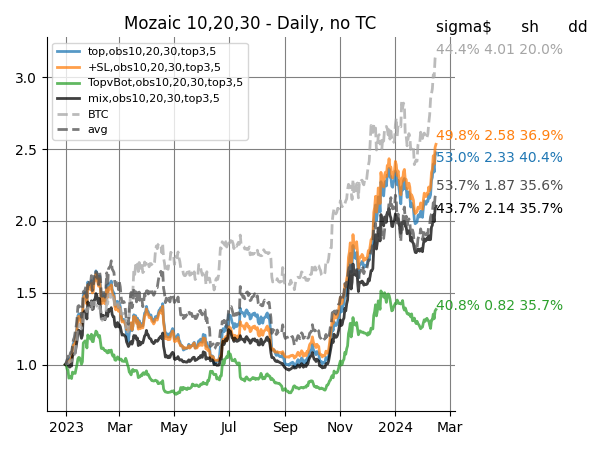 Mozaic 10,20,30 - Daily, no TC
sigma$ sh dd
top,obs10,20,30,top3,5
+SL,obs10,20,30,top3,5
TopvBot,obs10,20,30,top3,5
mix,obs10,20,30,top3,5
BTC
avg
44.4% 4.01 20.0%
49.8% 2.58 36.9%
53.0% 2.33 40.4%
53.7% 1.87 35.6%
43.7% 2.14 35.7%
40.8% 0.82 35.7%
3.0
2.5
2.0
1.5
1.0
2023 Mar May Jul Sep Nov 2024 Mar